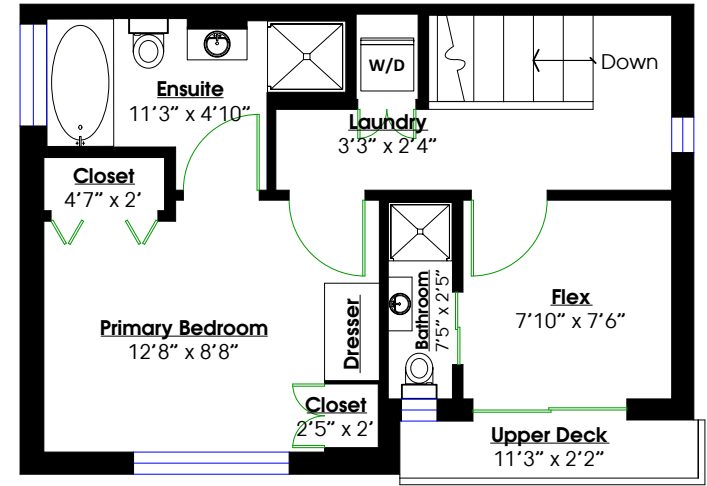 W/D
Down
Ensuite
11'3" x 4'10"
Laundry
3'3" x 2'4"
Closet
4'7" x 2'
Primary Bedroom
12'8" x 8'8"
Dresser
Bathroom
7'5" x 2'5"
Flex
7'10" x 7'6"
Closet
2'5" x 2'
Upper Deck
11'3" x 2'2"